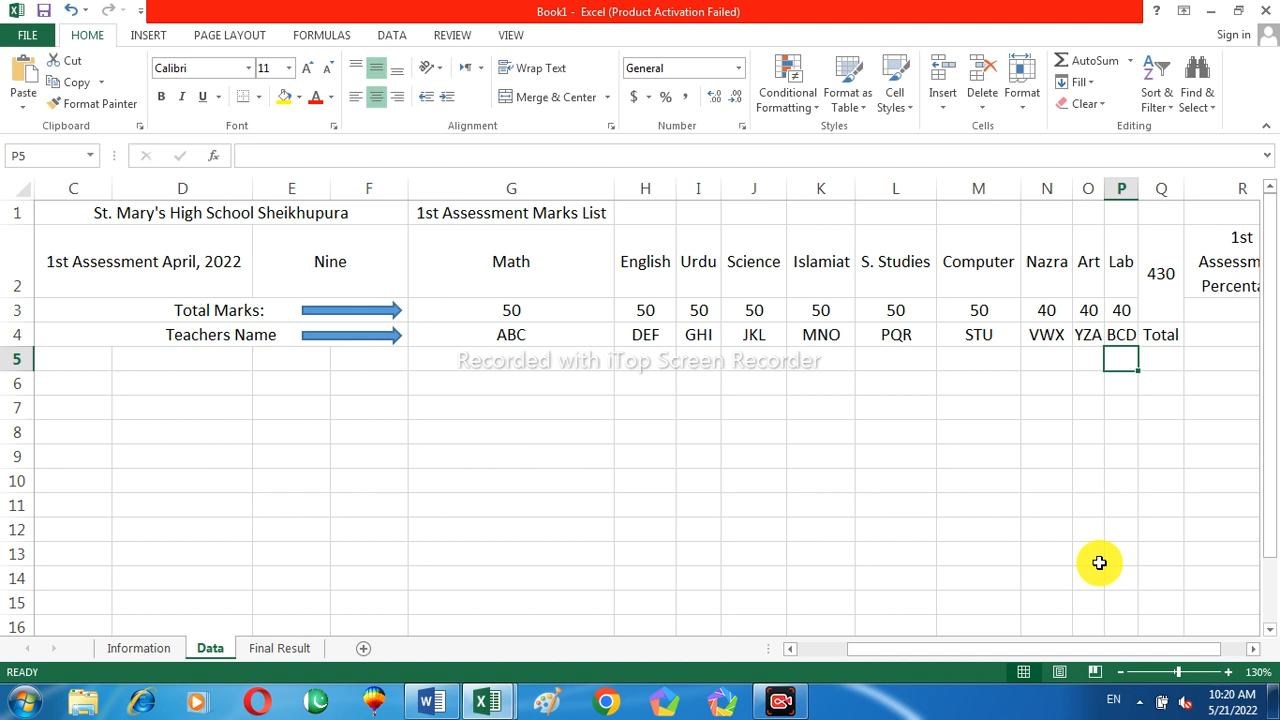 Book1 - Excel (Product Activation Failed)
FILE HOME INSERT PAGE LAYOUT FORMULAS DATA REVIEW VIEW Sign in
Cut
Copy
Format Painter
Paste
Clipboard
Calibri 11
B I U
Font
Wrap Text
Merge & Center
Alignment
General
$ % ,
Number
Conditional Formatting
Format as Table
Cell Styles
Styles
Insert Delete Format
Cells
AutoSum
Fill
Clear
Sort & Filter
Find & Select
Editing
P5
fx
C D E F G H I J K L M N O P Q R
1 St. Mary's High School Sheikhupura 1st Assessment Marks List
2 1st Assessment April, 2022 Nine Math English Urdu Science Islamiat S. Studies Computer Nazra Art Lab 430 1st
Assessm
Percenta
3 Total Marks: 50 50 50 50 50 50 50 40 40 40
4 Teachers Name ABC DEF GHI JKL MNO PQR STU VWX YZA BCD Total
5
Recorded with iTop Screen Recorder
6
7
8
9
10
11
12
13
14
15
16
Information Data Final Result
READY 130%
EN 10:20 AM
5/21/2022